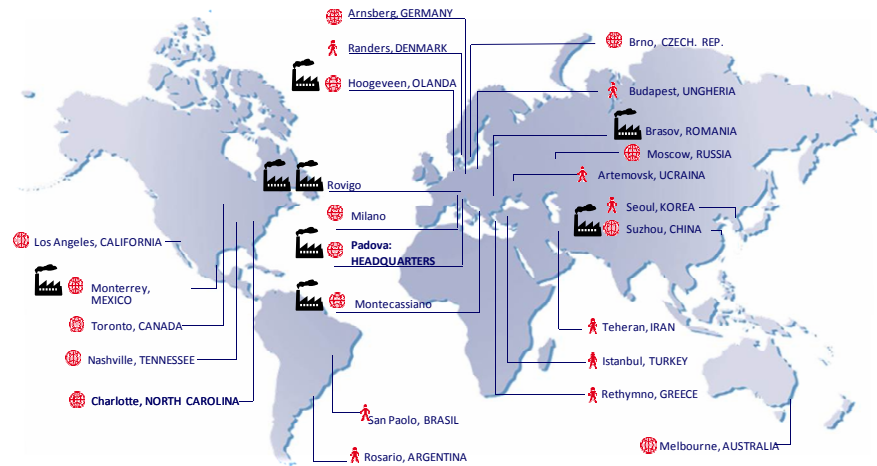 Arnsberg, GERMANY
Brno, CZECH. REP.
Randers, DENMARK
Hoogeveen, OLANDA
Budapest, UNGHERIA
Brasov, ROMANIA
Moscow, RUSSIA
Artemovsk, UCRAINA
Rovigo
Seoul, KOREA
Milano
Suzhou, CHINA
Los Angeles, CALIFORNIA
Padova:
HEADQUARTERS
Monterrey,
MEXICO
Montecassiano
Toronto, CANADA
Teheran, IRAN
Nashville, TENNESSEE
Istanbul, TURKEY
Rethymno, GREECE
Charlotte, NORTH CAROLINA
San Paolo, BRASIL
Melbourne, AUSTRALIA
Rosario, ARGENTINA